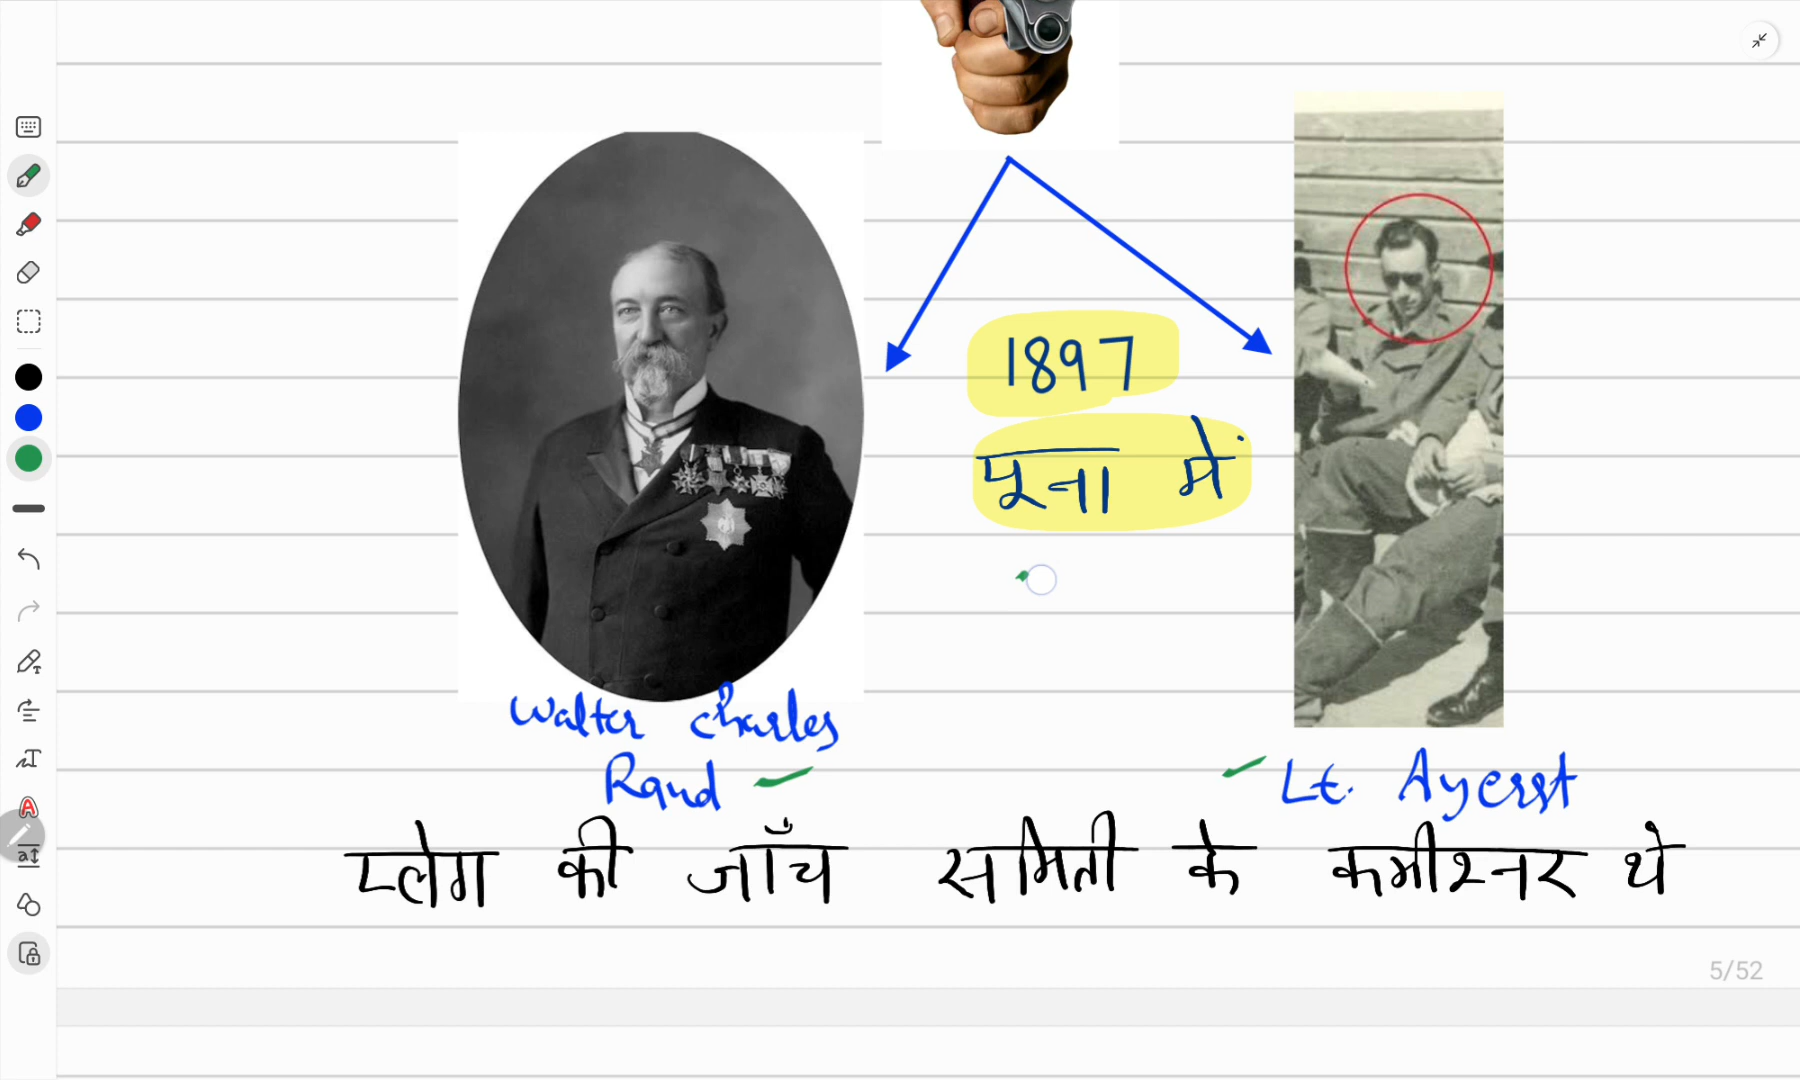 1897
पूना में
Walter Charles
Rand
Lt. Ayerst
प्लेग की जाँच समिती के कमीश्नर थे
5/52